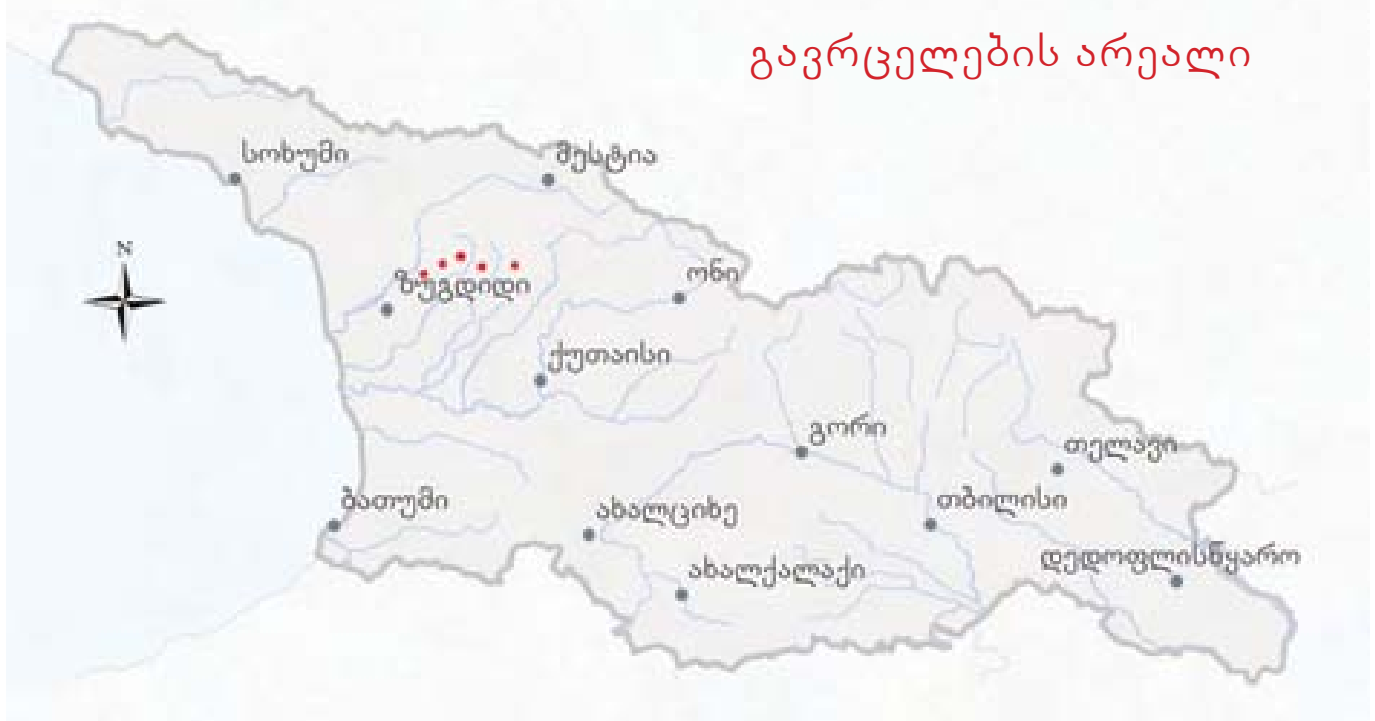 გავრცელების არეალი
სოხუმი
მესტია
N
ზუგდიდი
ონი
ქუთაისი
გორი
თელავი
ბათუმი
ახალციხე
თბილისი
ახალქალაქი
დედოფლისწყარო